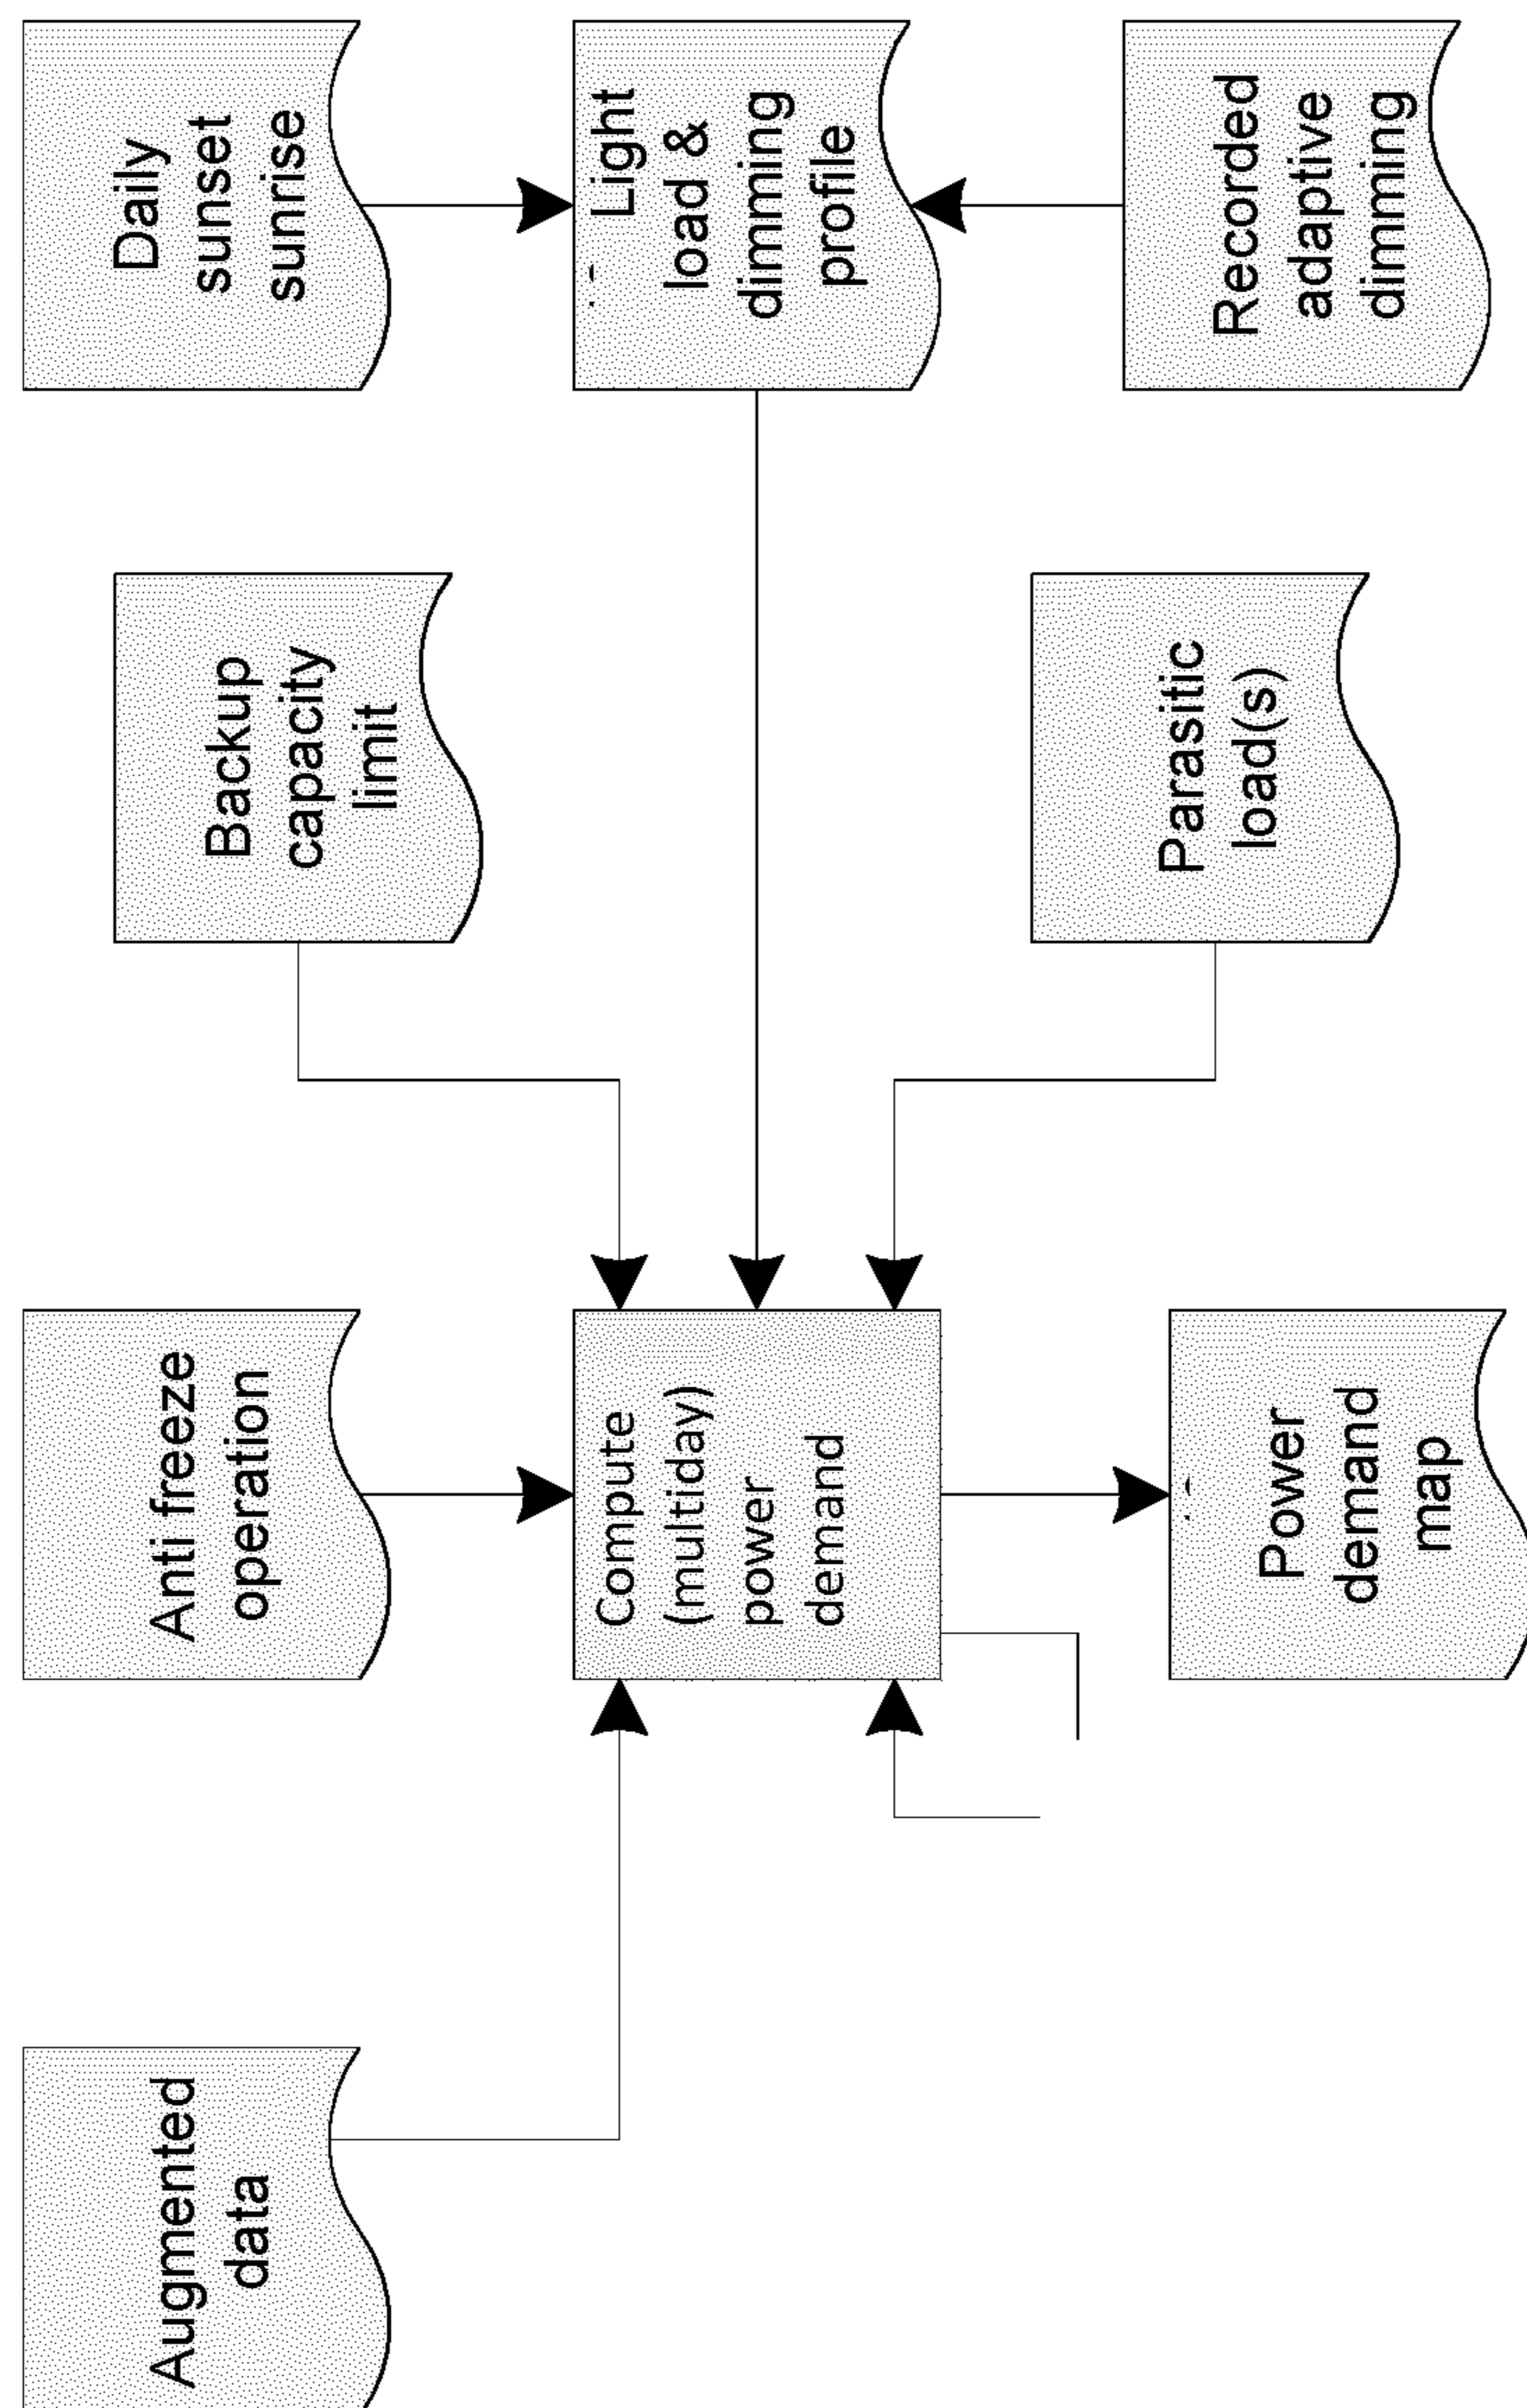 Daily
sunset
sunrise
Light
load &
dimming
profile
Recorded
adaptive
dimming
Backup
capacity
limit
Parasitic
load(s)
Anti freeze
operation
Compute
(multiday)
power
demand
Power
demand
map
Augmented
data